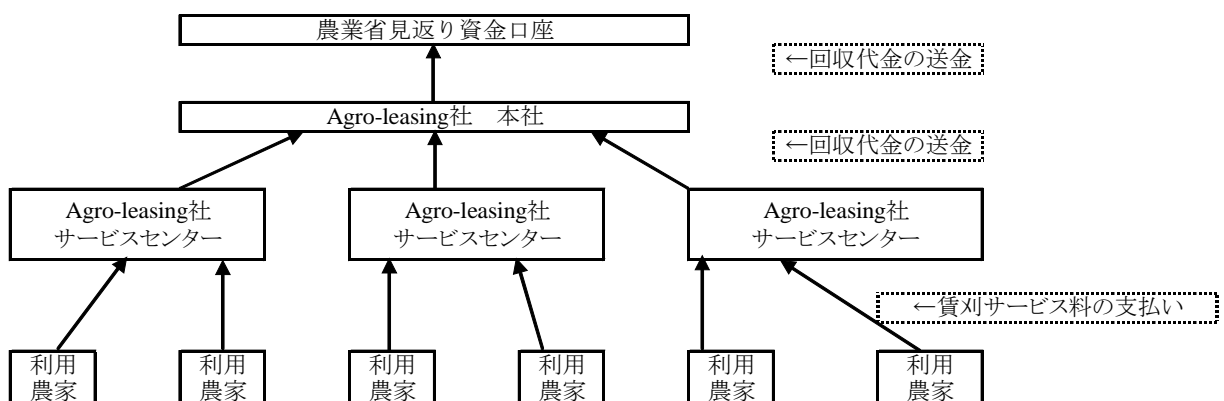 農業省見返り資金口座
←回収代金の送金
Agro-leasing社　本社
←回収代金の送金
Agro-leasing社
サービスセンター
Agro-leasing社
サービスセンター
Agro-leasing社
サービスセンター
←賃刈サービス料の支払い
利用
農家
利用
農家
利用
農家
利用
農家
利用
農家
利用
農家